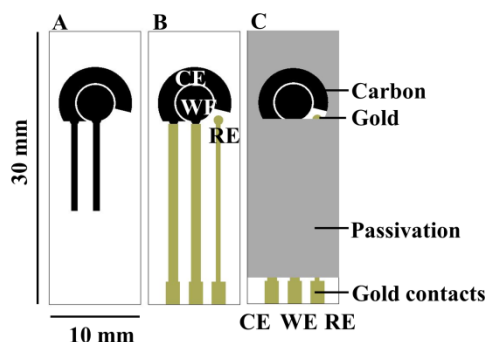 A
B
C
CE
WE
RE
Carbon
Gold
Passivation
Gold contacts
CE WE RE
30 mm
10 mm